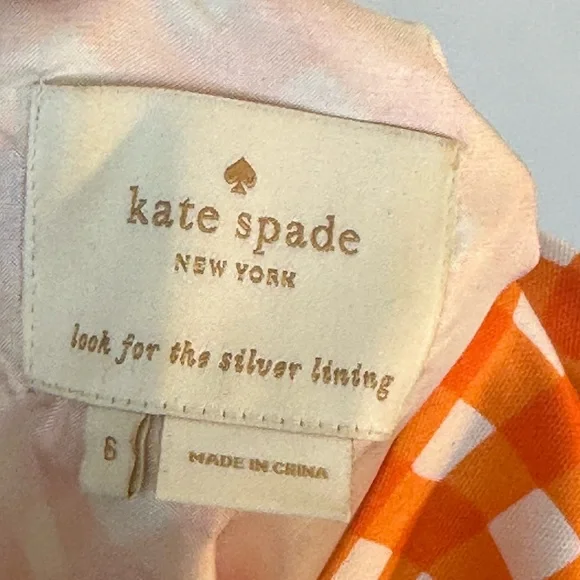 kate spade
NEW YORK
look for the silver lining
6
MADE IN CHINA